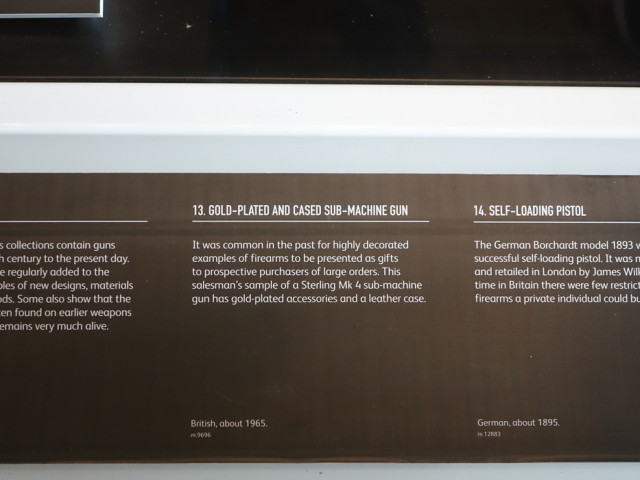 s collections contain guns
century to the present day.
e regularly added to the
ples of new designs, materials
ods. Some also show that the
found on earlier weapons
emains very much alive.
13. GOLD-PLATED AND CASED SUB-MACHINE GUN
It was common in the past for highly decorated
examples of firearms to be presented as gifts
to prospective purchasers of large orders. This
salesman's sample of a Sterling Mk 4 sub-machine
gun has gold-plated accessories and a leather case.
British, about 1965.
PR.9696
14. SELF-LOADING PISTOL
The German Borchardt model 1893 w
successful self-loading pistol. It was
and retailed in London by James
time in Britain there were few restrict
firearms a private individual could bu
German, about 1895.
PR.12883